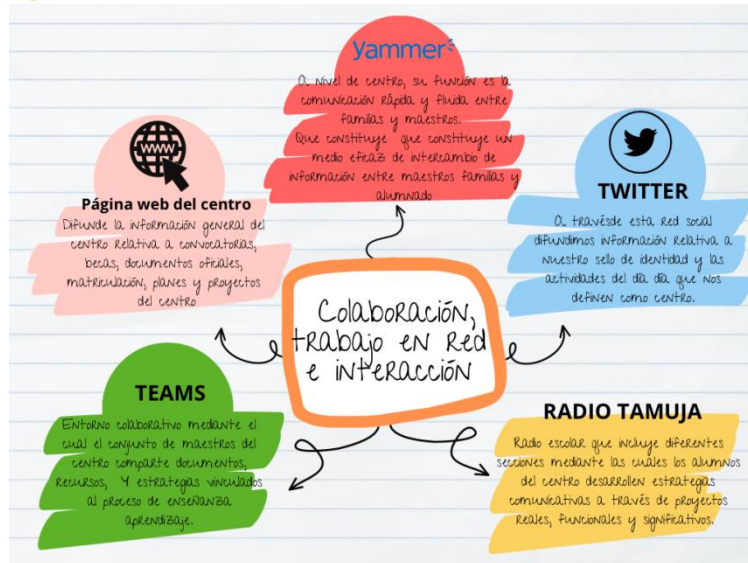 yammer
A nivel de centro, su función es la
comunicación rápida y fluida entre
familias y maestros.
Que constituye que constituye un
medio eficaz de intercambio de
información entre maestros familias y
alumnado
WWW
Página web del centro
Difunde la información general del
centro relativa a convocatorias,
becas, documentos oficiales,
matriculación, planes y proyectos
del centro
TWITTER
A travésde esta red social
difundimos información relativa a
nuestro sello de identidad y las
actividades del día día que nos
definen como centro.
Colaboración,
trabajo en red
e interacción
TEAMS
Entorno colaborativo mediante el
cual el conjunto de maestros del
centro comparte documentos,
recursos, Y estrategias vinculados
al proceso de enseñanza
aprendizaje.
RADIO TAMUJA
Radio escolar que incluye diferentes
secciones mediante las cuales los alumnos
del centro desarrollen estrategias
comunicativas a través de proyectos
reales, funcionales y significativos.